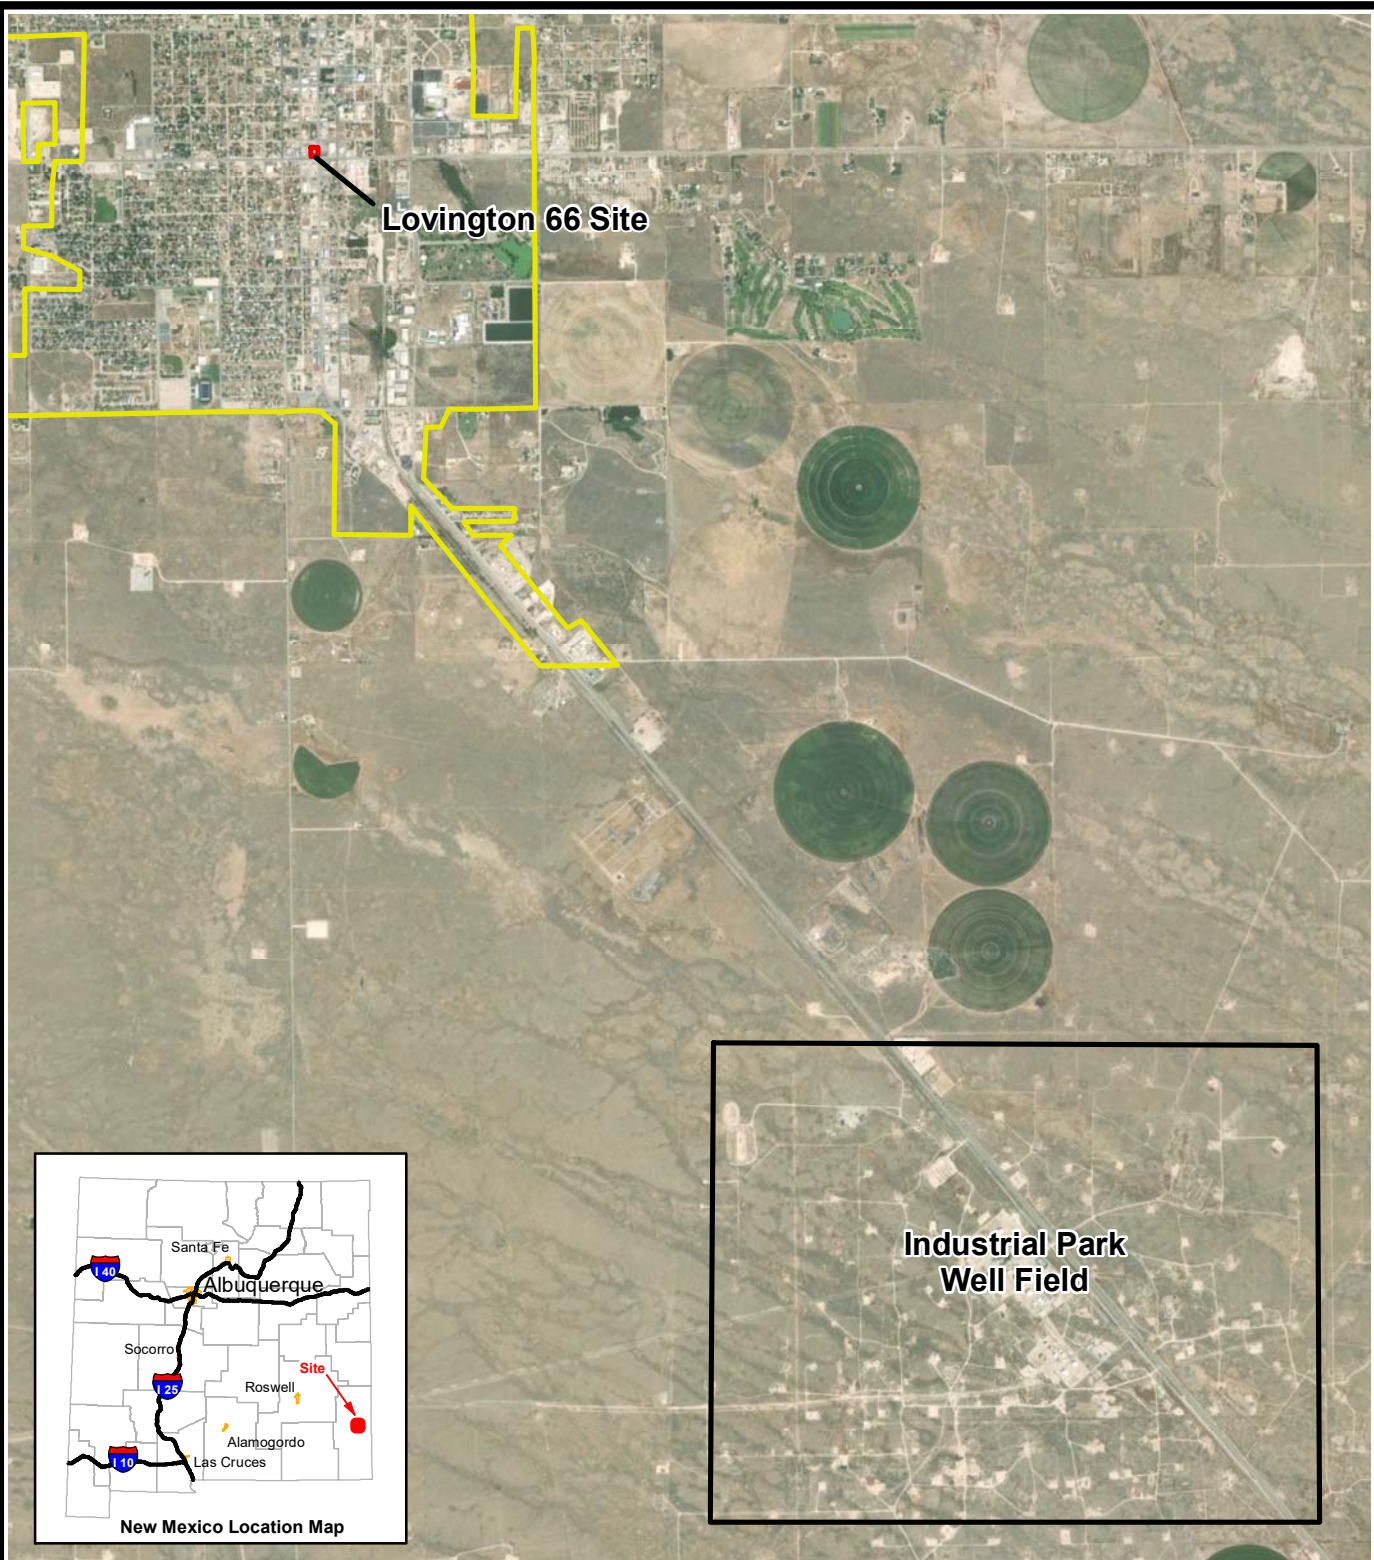 Lovington 66 Site
Industrial Park
Well Field
Santa Fe
I 40
Albuquerque
Socorro
Site
I 25
Roswell
Alamogordo
I 10
Las Cruces
New Mexico Location Map